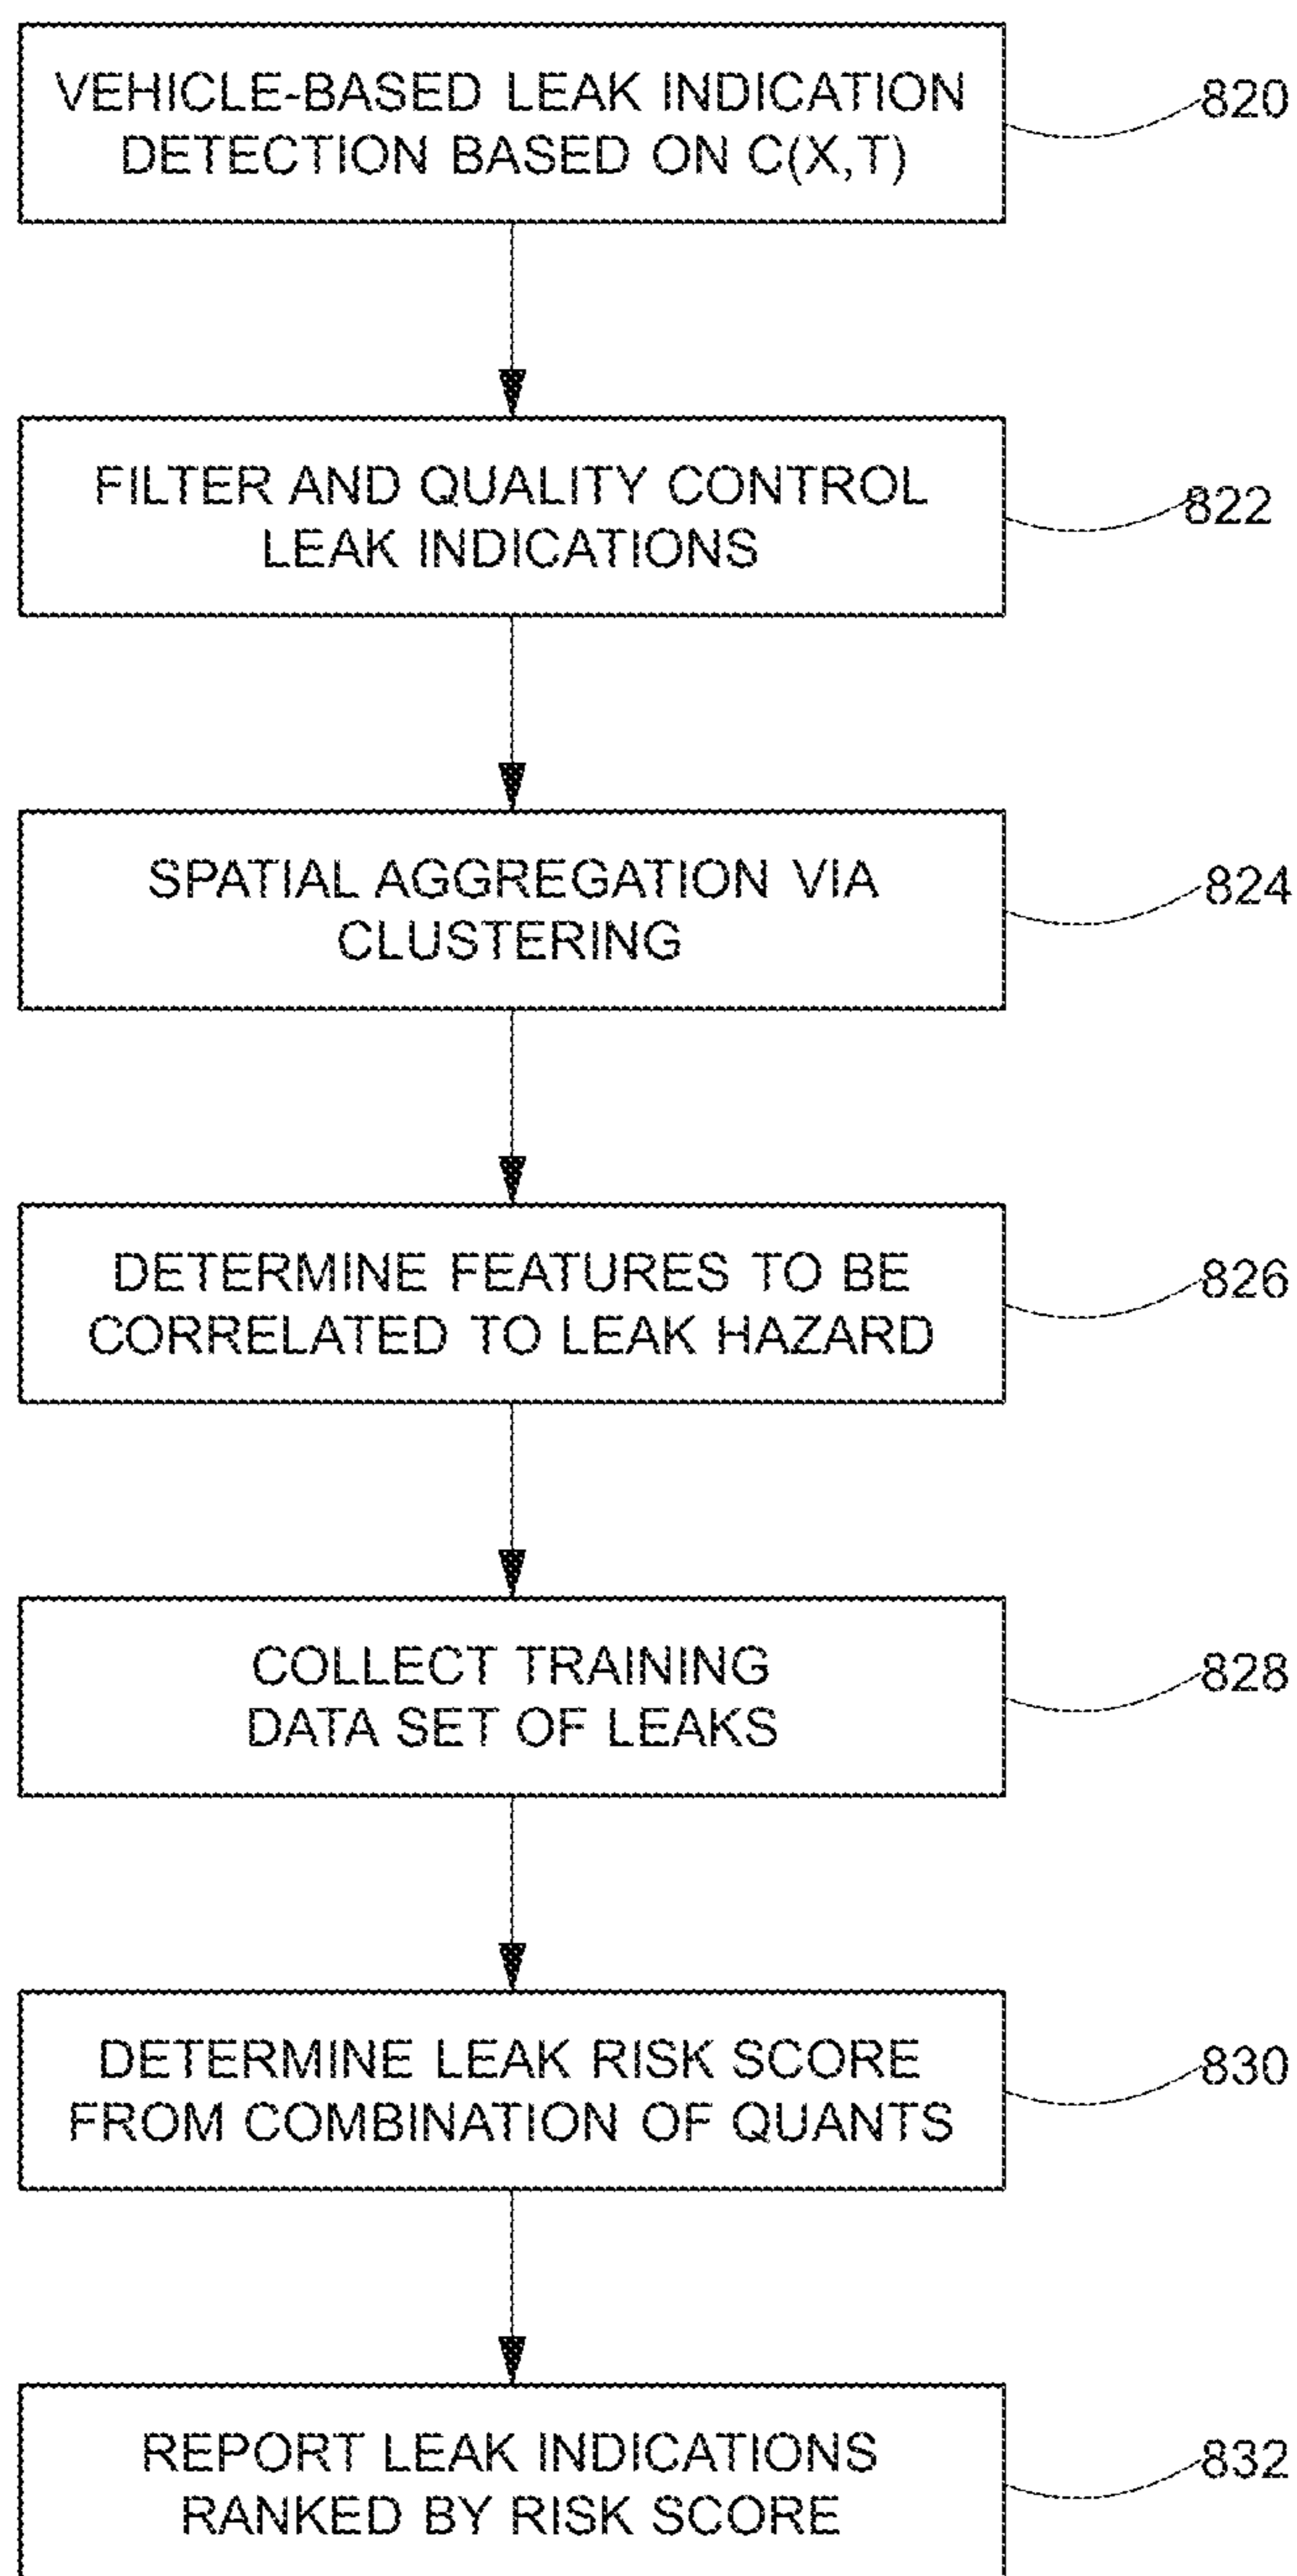 VEHICLE-BASED LEAK INDICATION
DETECTION BASED ON C(X,T)
820
FILTER AND QUALITY CONTROL
LEAK INDICATIONS
822
SPATIAL AGGREGATION VIA
CLUSTERING
824
DETERMINE FEATURES TO BE
CORRELATED TO LEAK HAZARD
826
COLLECT TRAINING
DATA SET OF LEAKS
828
DETERMINE LEAK RISK SCORE
FROM COMBINATION OF QUANTS
830
REPORT LEAK INDICATIONS
RANKED BY RISK SCORE
832